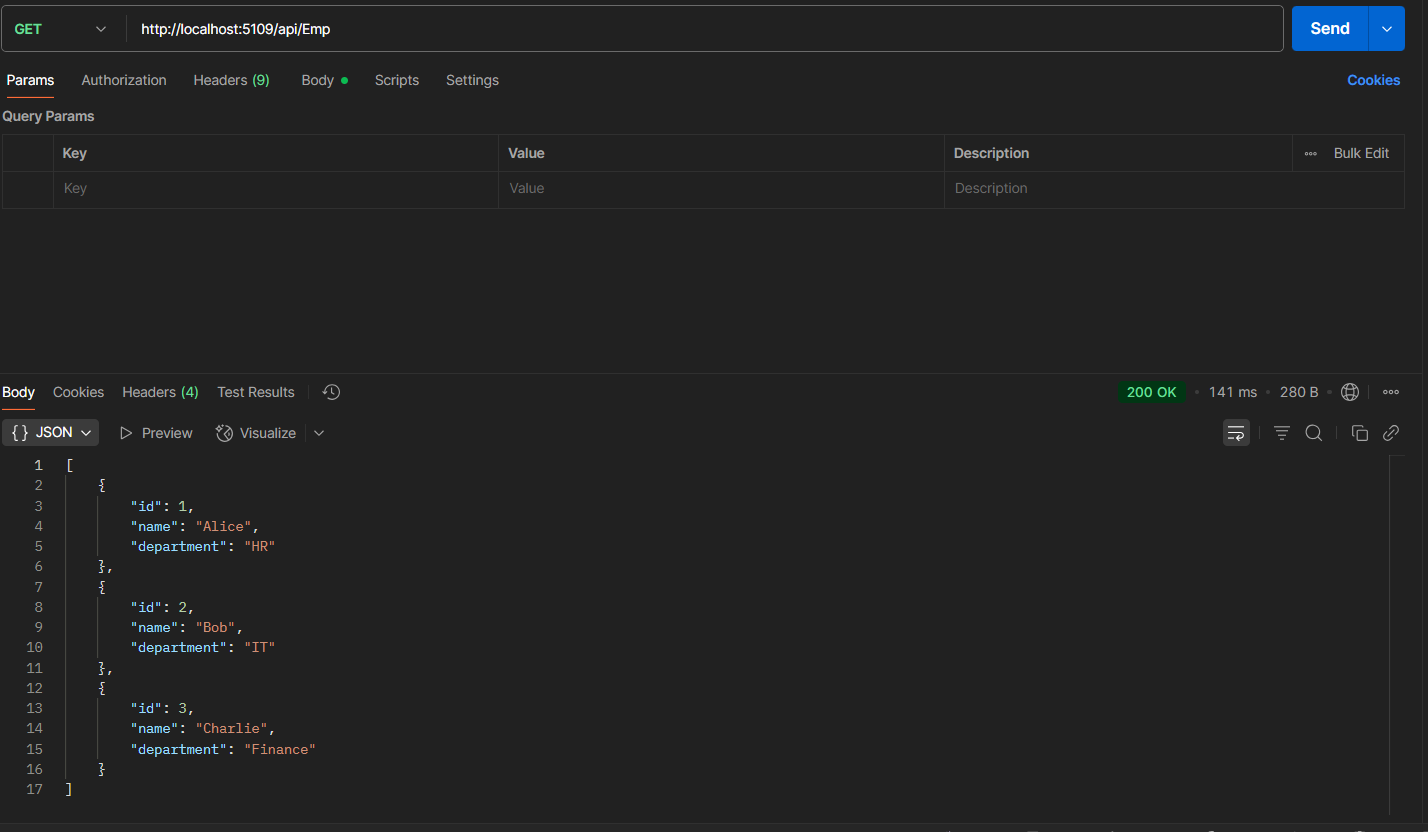 GET http://localhost:5109/api/Emp Send
Params Authorization Headers (9) Body Scripts Settings Cookies
Query Params
Key Value Description Bulk Edit
Key Value Description
Body Cookies Headers (4) Test Results 200 OK 141 ms 280 B
{} JSON Preview Visualize
1 [
2 {
3 "id": 1,
4 "name": "Alice",
5 "department": "HR"
6 },
7 {
8 "id": 2,
9 "name": "Bob",
10 "department": "IT"
11 },
12 {
13 "id": 3,
14 "name": "Charlie",
15 "department": "Finance"
16 }
17 ]